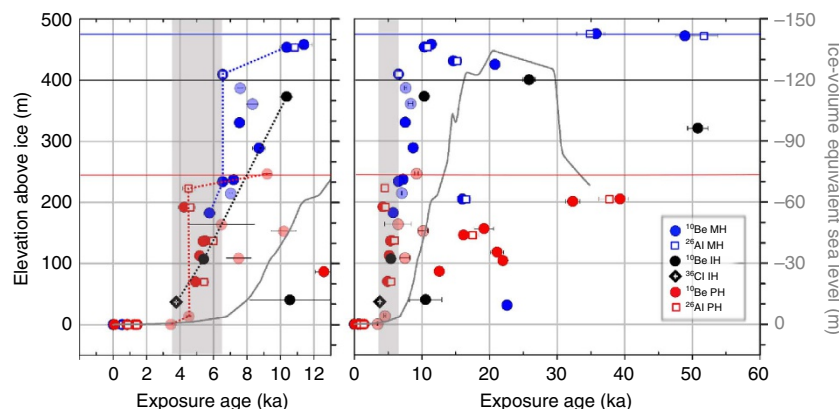 500
400
300
200
100
0
Elevation above ice (m)
0 2 4 6 8 10 12
Exposure age (ka)
0 10 20 30 40 50 60
Exposure age (ka)
–150
–120
–90
–60
–30
0
Ice-volume equivalent sea level (m)
¹⁰Be MH
²⁶Al MH
¹⁰Be IH
³⁶Cl IH
¹⁰Be PH
²⁶Al PH